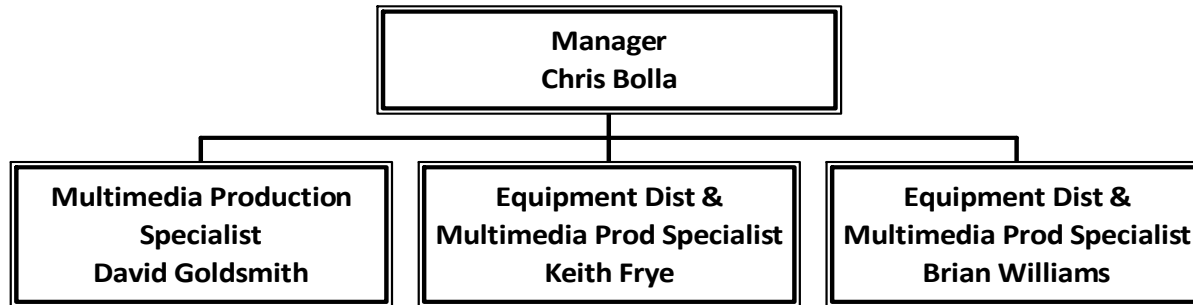 Manager
Chris Bolla
Multimedia Production
Specialist
David Goldsmith
Equipment Dist &
Multimedia Prod Specialist
Keith Frye
Equipment Dist &
Multimedia Prod Specialist
Brian Williams